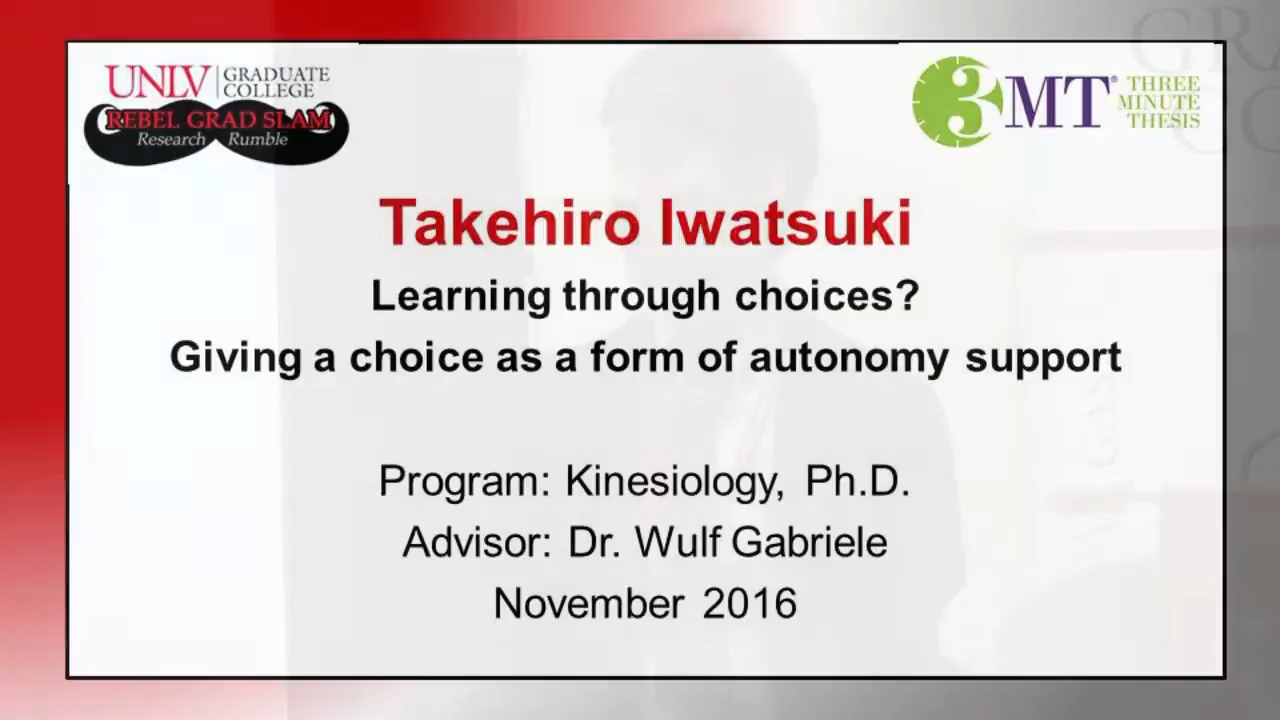 UNLV GRADUATE COLLEGE
REBEL GRAD SLAM
Research Rumble
3MT® THREE MINUTE THESIS
Takehiro Iwatsuki
Learning through choices?
Giving a choice as a form of autonomy support
Program: Kinesiology, Ph.D.
Advisor: Dr. Wulf Gabriele
November 2016